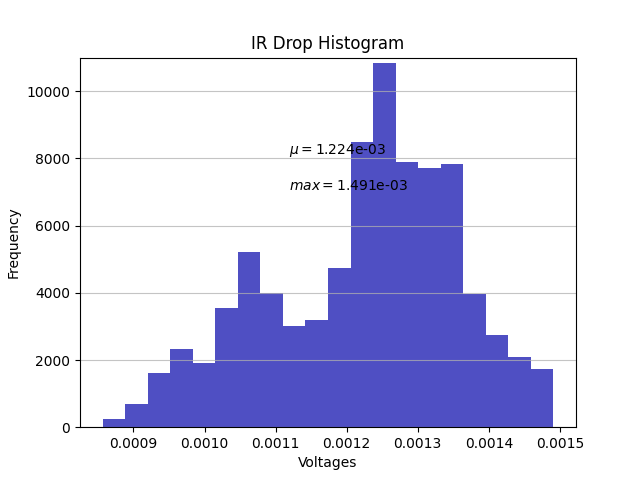 IR Drop Histogram
10000
8000
6000
4000
2000
0
Frequency
μ = 1.224e-03
max = 1.491e-03
0.0009 0.0010 0.0011 0.0012 0.0013 0.0014 0.0015
Voltages